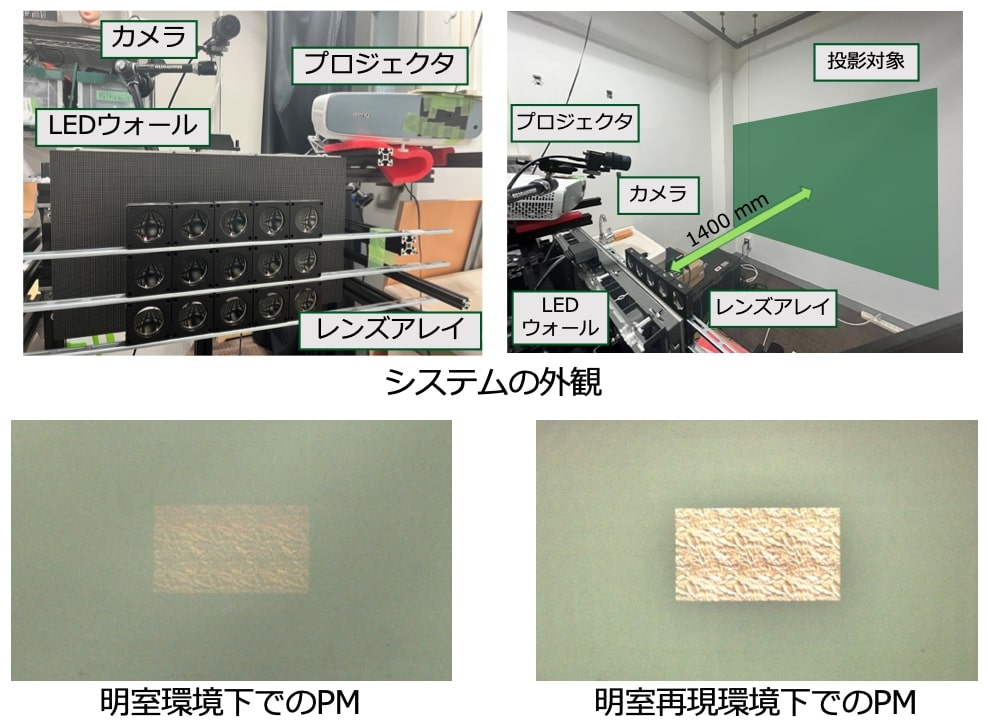 カメラ
プロジェクタ
LEDウォール
BenQ
レンズアレイ
投影対象
プロジェクタ
カメラ
1400 mm
LED
ウォール
レンズアレイ
システムの外観
明室環境下でのPM
明室再現環境下でのPM